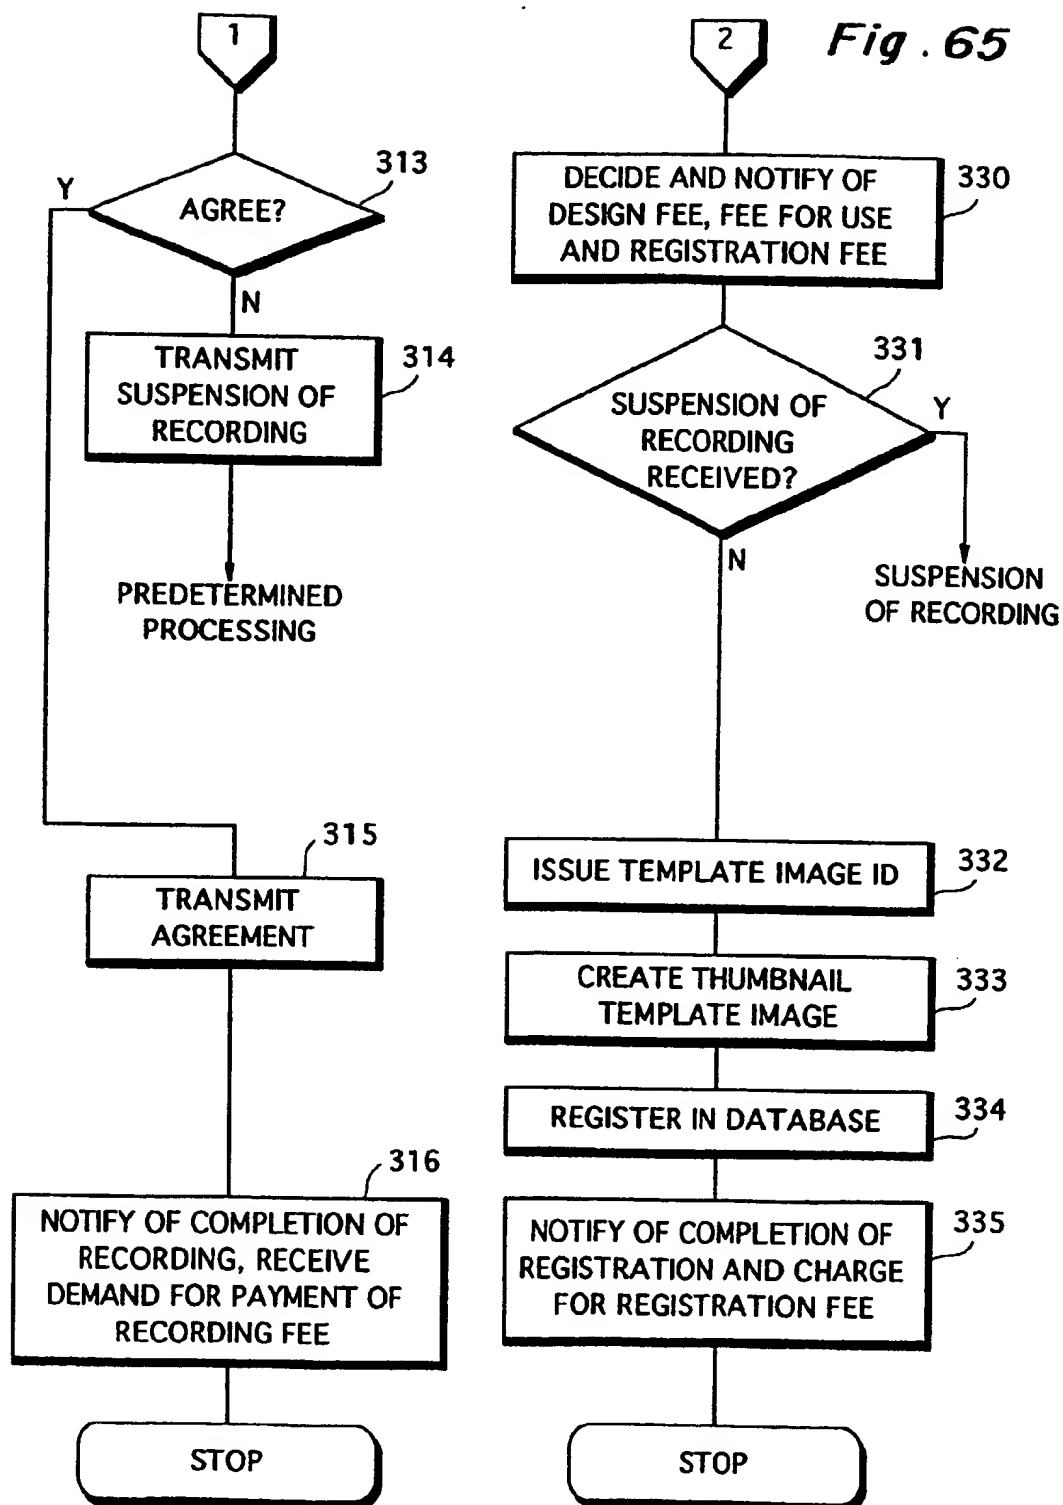 Fig. 65
1
313
Y
AGREE?
N
314
TRANSMIT
SUSPENSION OF
RECORDING
PREDETERMINED
PROCESSING
315
TRANSMIT
AGREEMENT
316
NOTIFY OF COMPLETION OF
RECORDING, RECEIVE
DEMAND FOR PAYMENT OF
RECORDING FEE
STOP
2
330
DECIDE AND NOTIFY OF
DESIGN FEE, FEE FOR USE
AND REGISTRATION FEE
331
SUSPENSION OF
RECORDING
RECEIVED?
Y
N
SUSPENSION
OF RECORDING
332
ISSUE TEMPLATE IMAGE ID
333
CREATE THUMBNAIL
TEMPLATE IMAGE
334
REGISTER IN DATABASE
335
NOTIFY OF COMPLETION OF
REGISTRATION AND CHARGE
FOR REGISTRATION FEE
STOP